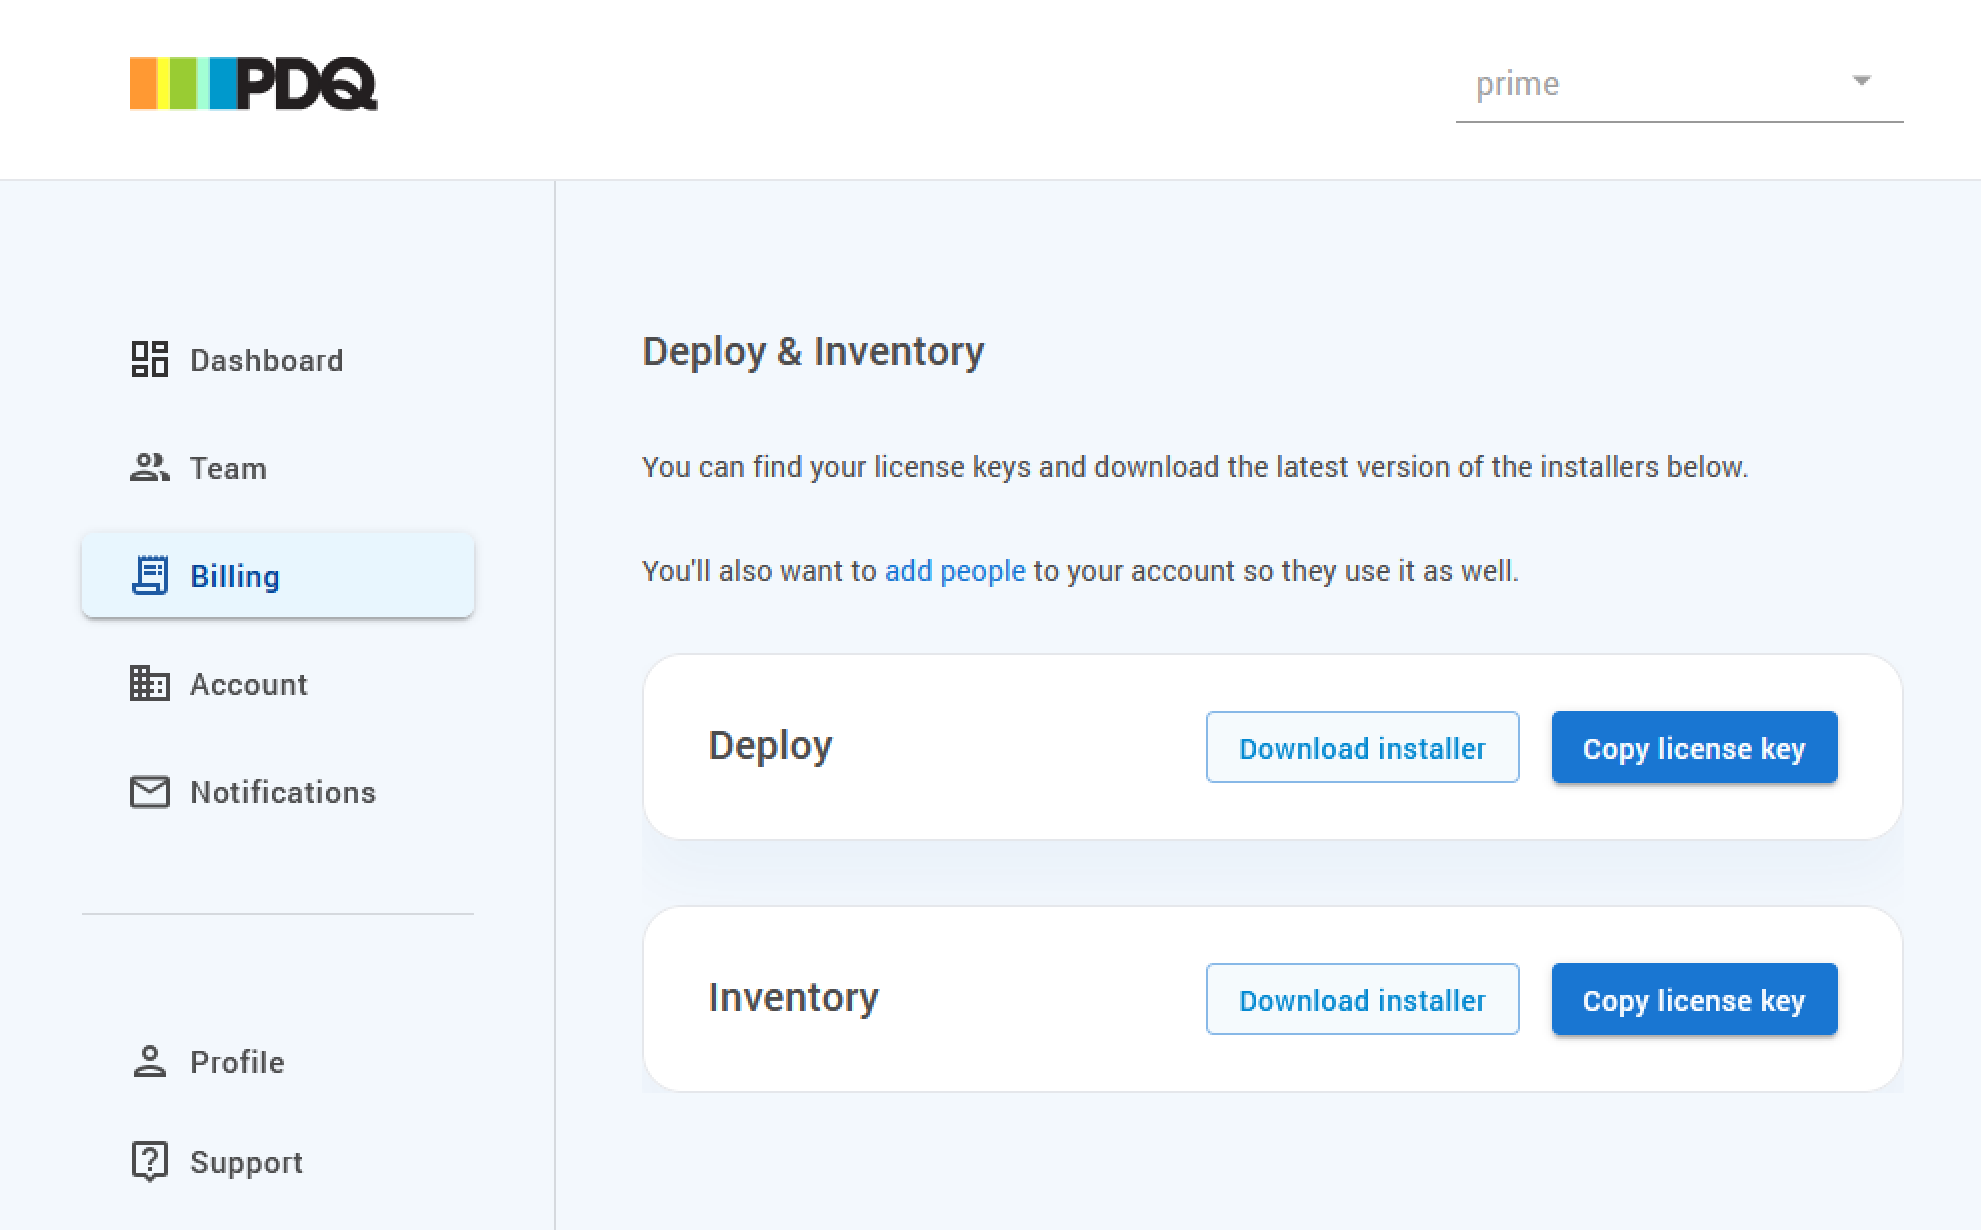 PDQ
prime
Dashboard
Team
Billing
Account
Notifications
Profile
Support
Deploy & Inventory
You can find your license keys and download the latest version of the installers below.
You'll also want to add people to your account so they use it as well.
Deploy
Download installer
Copy license key
Inventory
Download installer
Copy license key